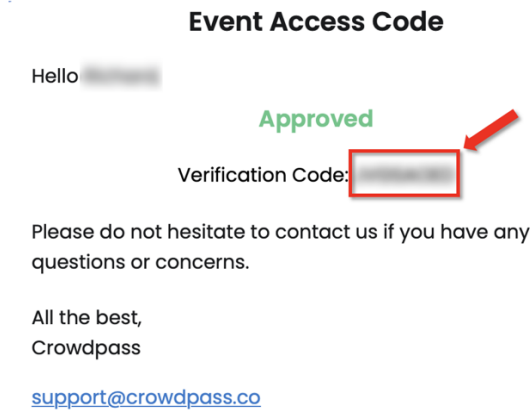 Event Access Code
Hello
Approved
Verification Code:
Please do not hesitate to contact us if you have any
questions or concerns.
All the best,
Crowdpass
support@crowdpass.co